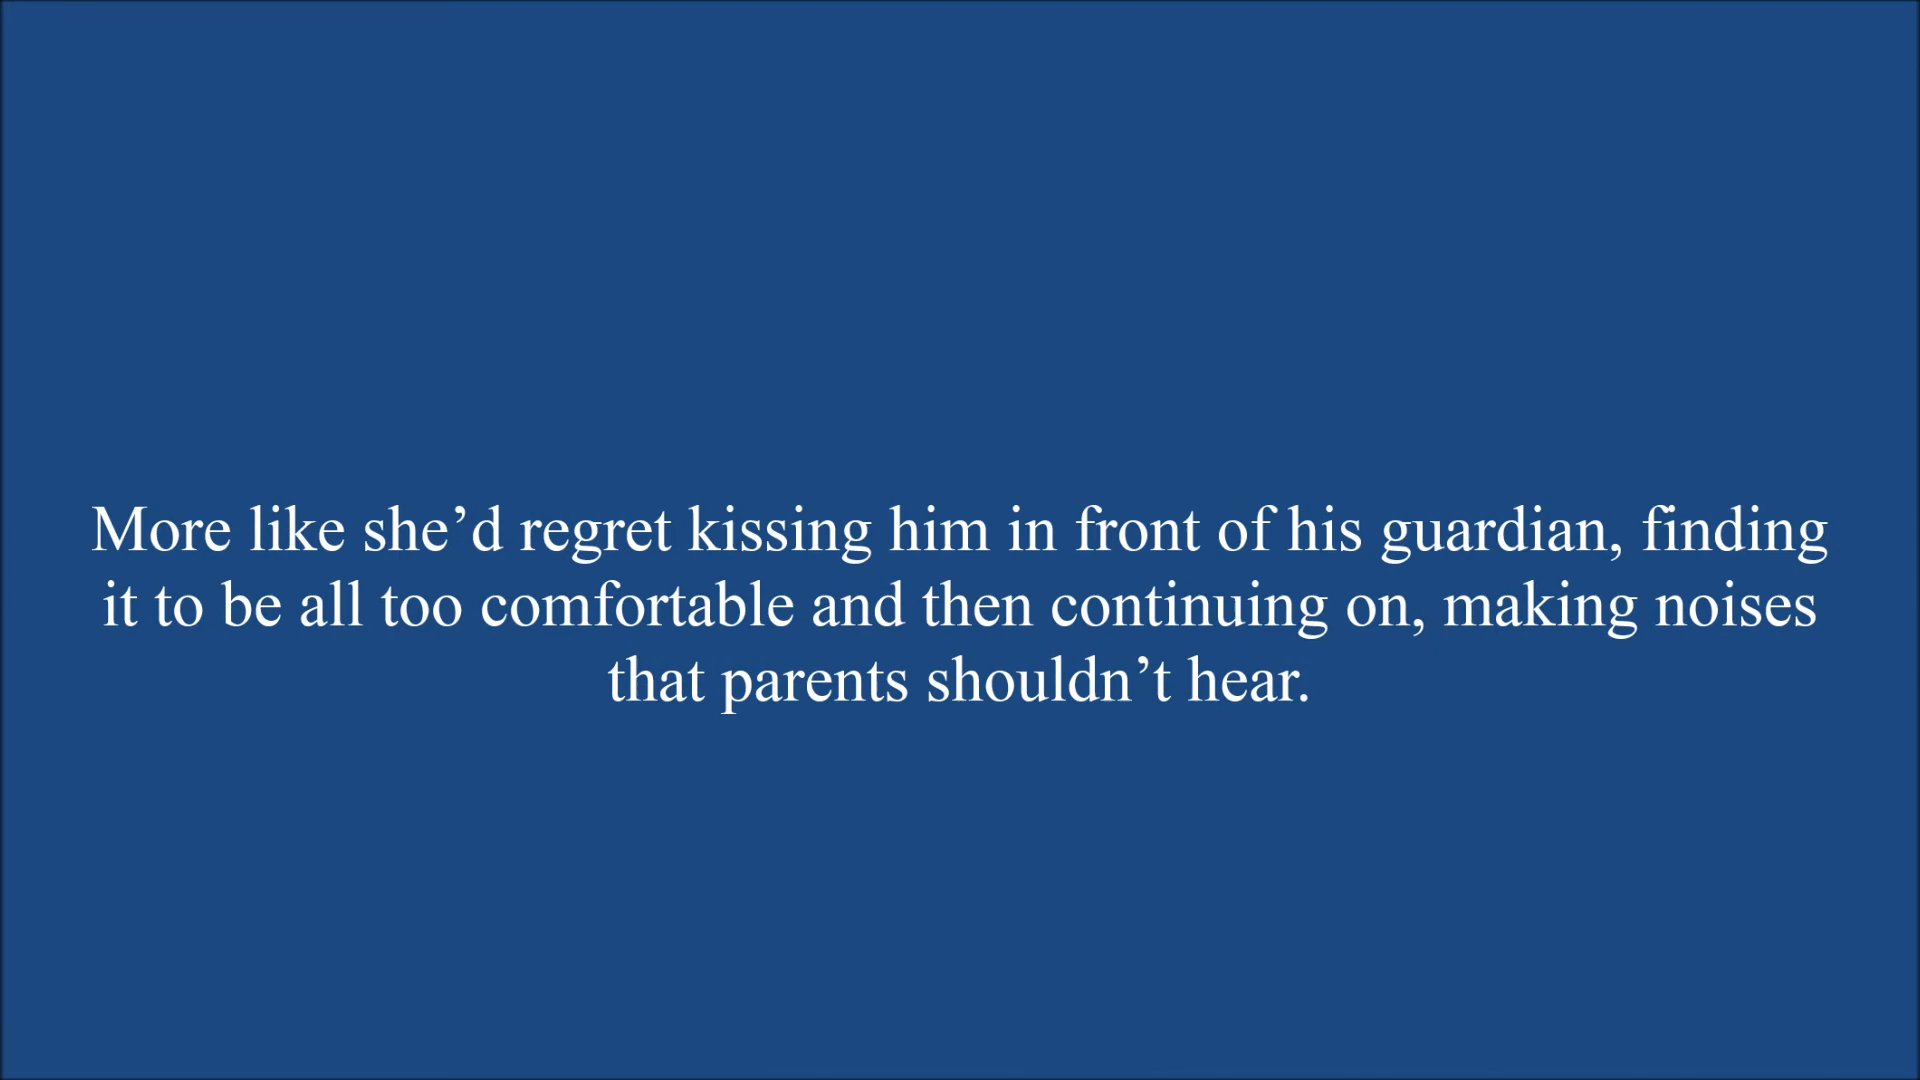 More like she’d regret kissing him in front of his guardian, finding
it to be all too comfortable and then continuing on, making noises
that parents shouldn’t hear.